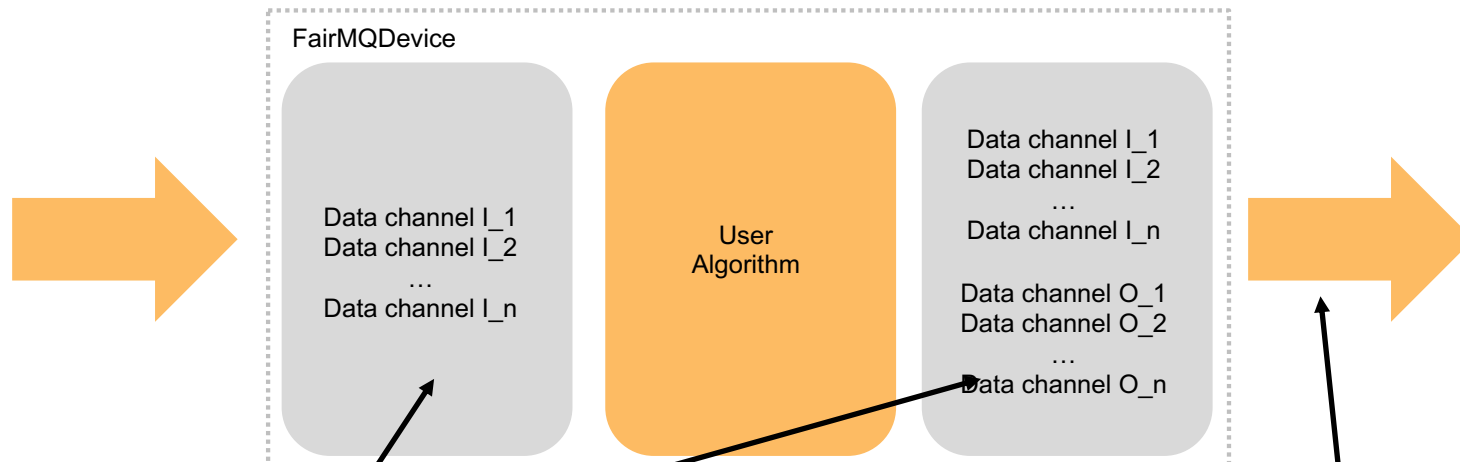 FairMQDevice
Data channel I_1
Data channel I_2
…
Data channel I_n
User
Algorithm
Data channel I_1
Data channel I_2
…
Data channel I_n
Data channel O_1
Data channel O_2
…
Data channel O_n